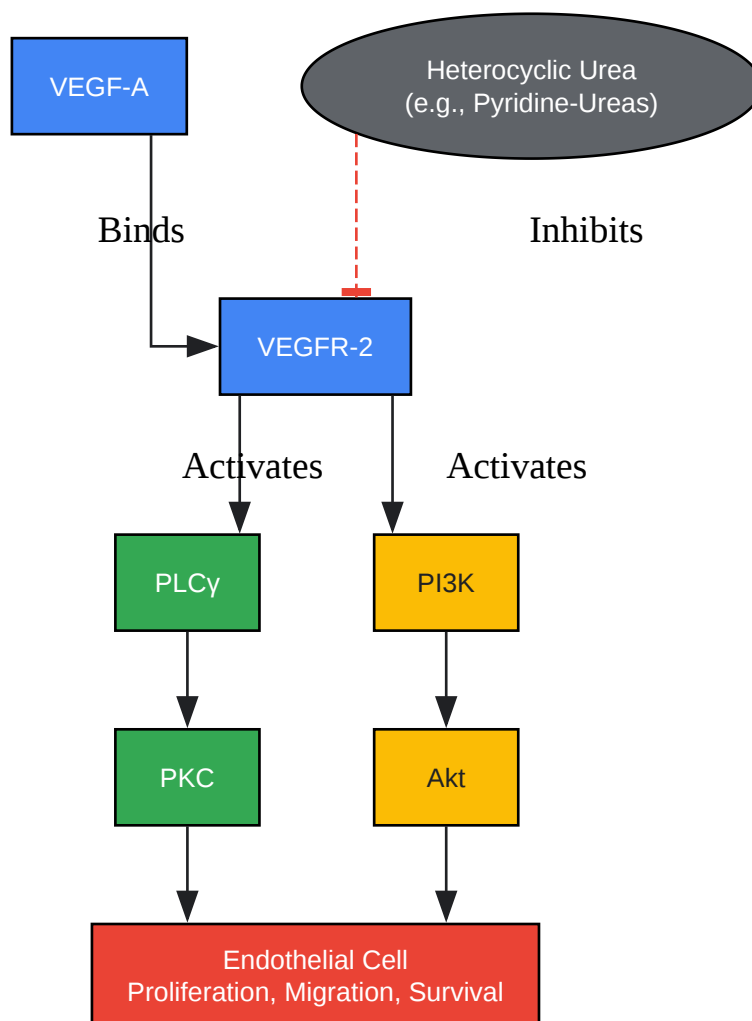 VEGF-A
Heterocyclic Urea
(e.g., Pyridine-Ureas)
Binds
Inhibits
VEGFR-2
Activates
Activates
PLCγ
PI3K
PKC
Akt
Endothelial Cell
Proliferation, Migration, Survival